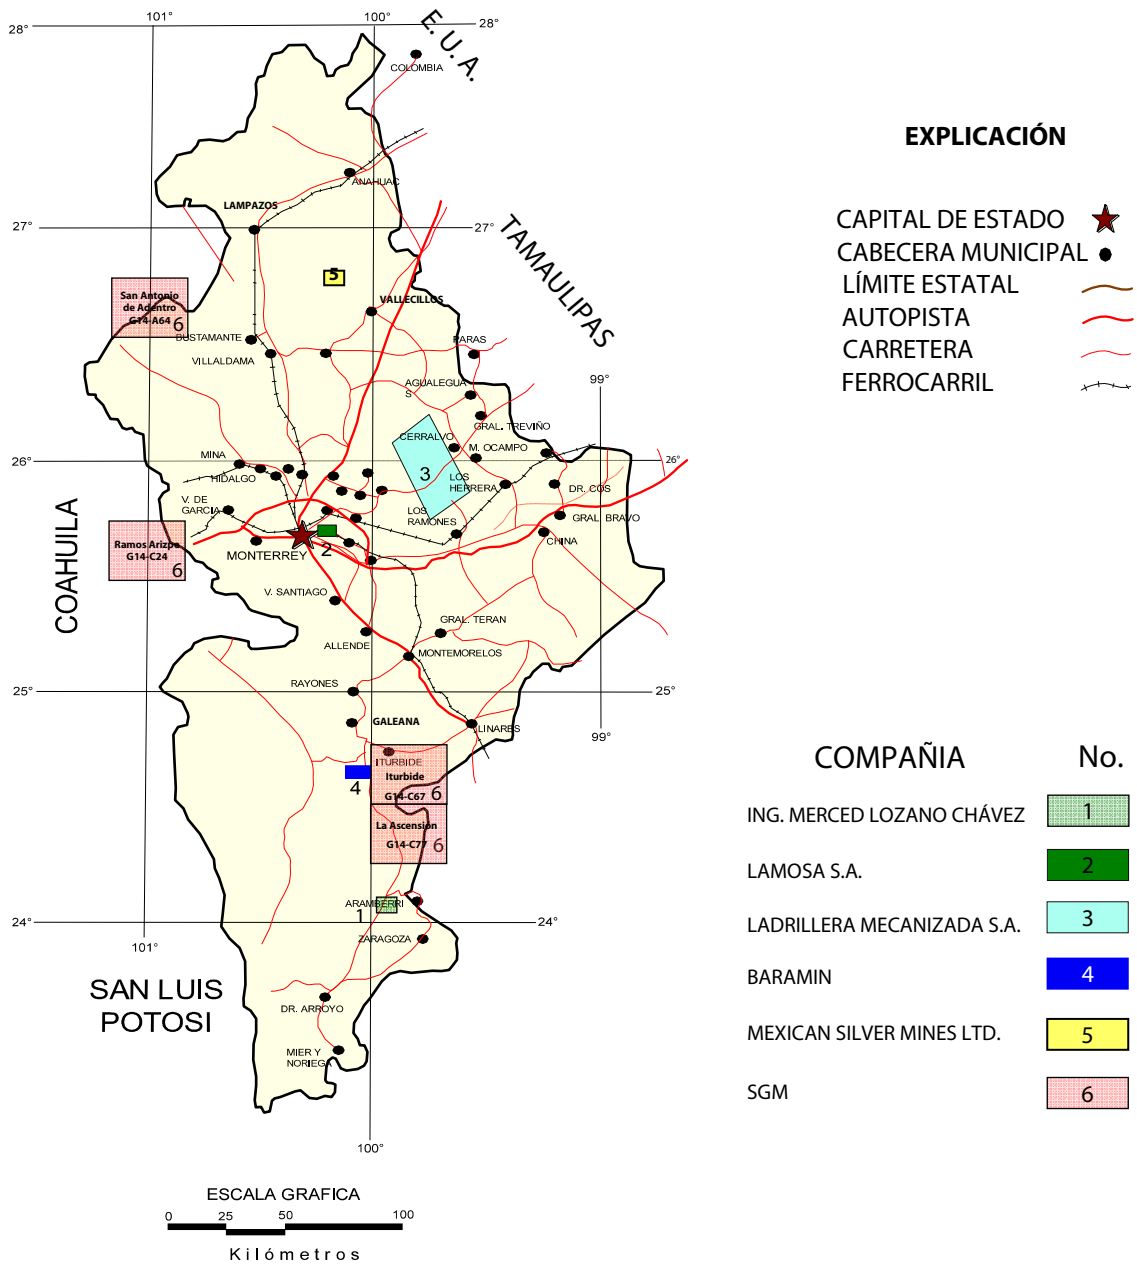 101°
100°
28°
28°
E. U. A.
COLOMBIA
ANAHUAC
LAMPAZOS
27°
27°
TAMAULIPAS
5
San Antonio
de Adentro
G14-A64
6
VALLECILLOS
BUSTAMANTE
VILLALDAMA
PARAS
AGUALEGUA
S
99°
GRAL. TREVIÑO
CERRALVO
M. OCAMPO
MINA
26°
26°
HIDALGO
3
LOS
HERRERA
DR. COS
V. DE
GARCIA
LOS
RAMONES
GRAL. BRAVO
CHINA
Ramos Arizpe
G14-C24
6
MONTERREY
2
COAHUILA
V. SANTIAGO
GRAL. TERAN
ALLENDE
MONTEMORELOS
RAYONES
25°
25°
GALEANA
LINARES
99°
ITURBIDE
Iturbide
G14-C67
6
4
La Ascensión
G14-C77
6
ARAMBERRI
1
24°
24°
ZARAGOZA
101°
SAN LUIS
POTOSI
DR. ARROYO
MIER Y
NORIEGA
100°
ESCALA GRAFICA
0 25 50 100
Kilómetros
EXPLICACIÓN
CAPITAL DE ESTADO
CABECERA MUNICIPAL
LÍMITE ESTATAL
AUTOPISTA
CARRETERA
FERROCARRIL
COMPAÑIA No.
ING. MERCED LOZANO CHÁVEZ 1
LAMOSA S.A. 2
LADRILLERA MECANIZADA S.A. 3
BARAMIN 4
MEXICAN SILVER MINES LTD. 5
SGM 6